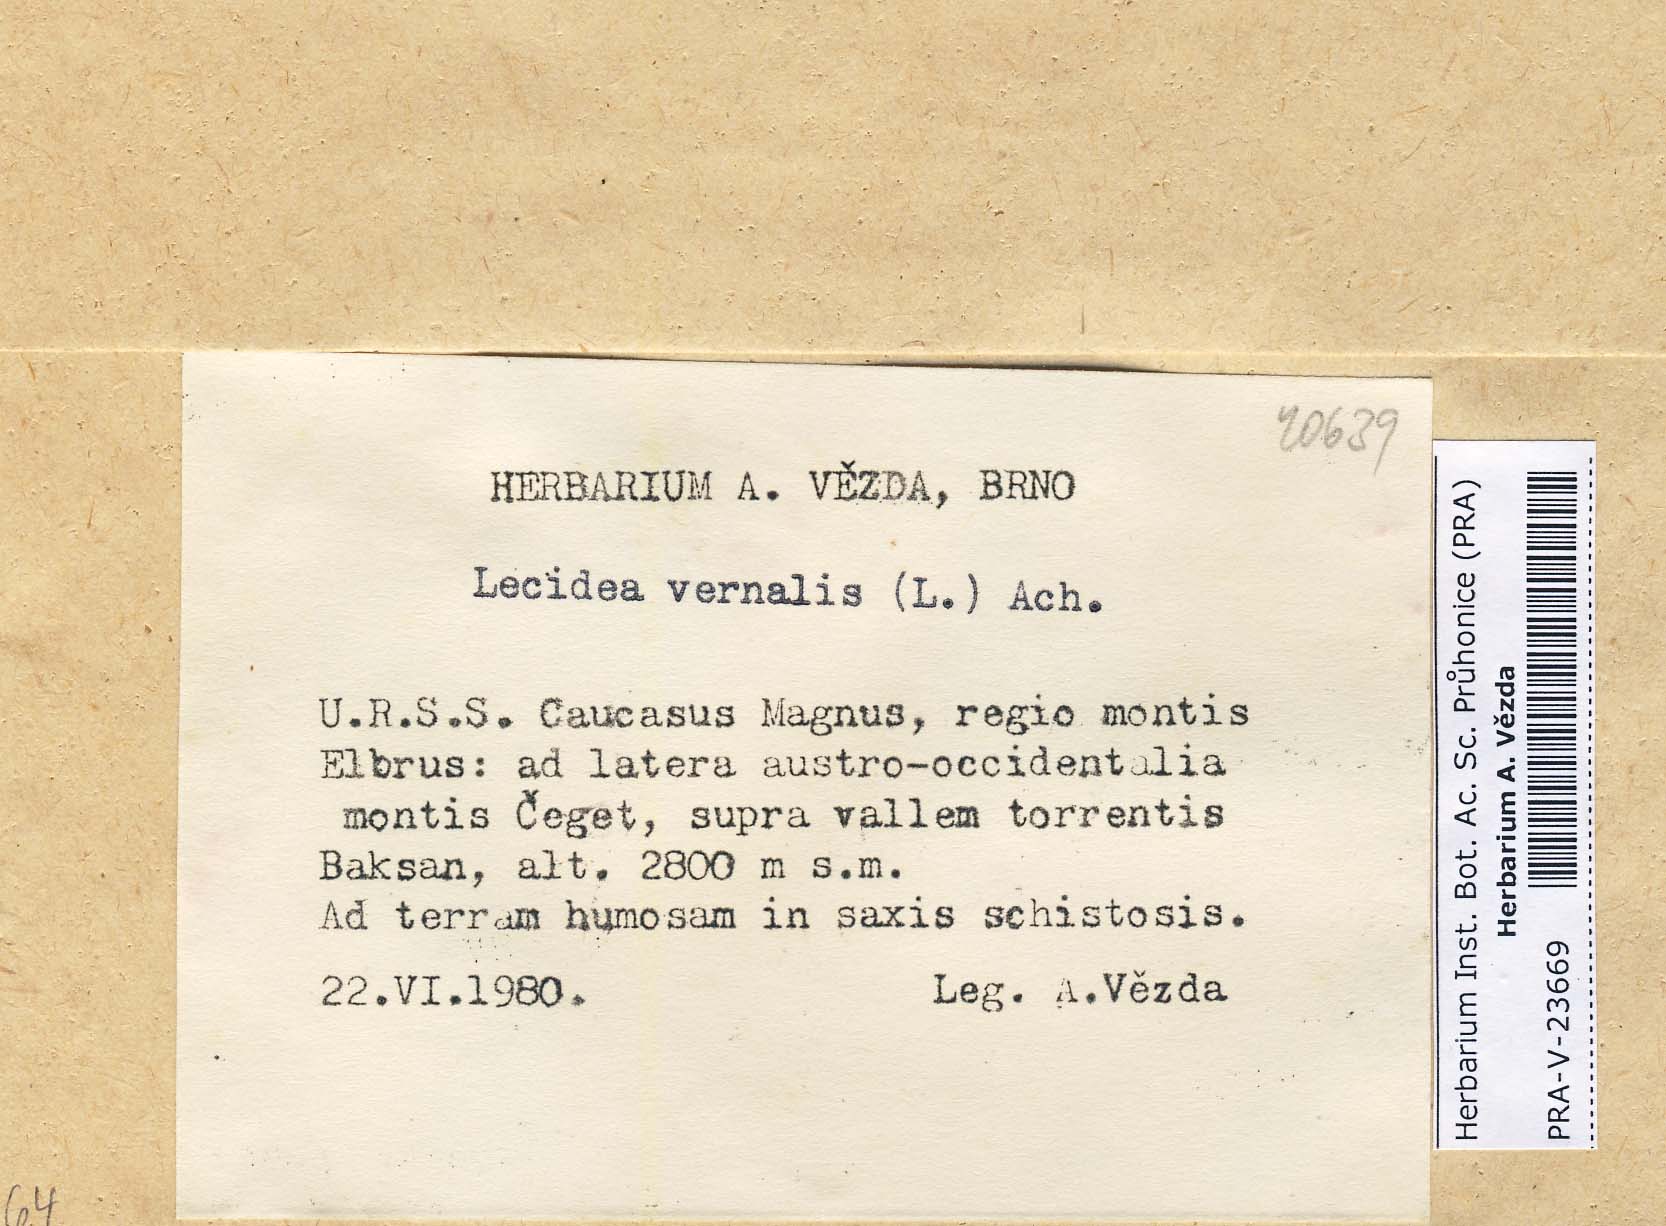 20639
HERBARIUM A. VĚZDA, BRNO
Lecidea vernalis (L.) Ach.
U.R.S.S. Caucasus Magnus, regio montis
Elbrus: ad latera austro-occidentalia
montis Čeget, supra vallem torrentis
Baksan, alt. 2800 m s.m.
Ad terram humosam in saxis schistosis.
22.VI.1980. Leg. A.Vězda
Herbarium Inst. Bot. Ac. Sc. Průhonice (PRA)
Herbarium A. Vězda
PRA-V-23669
64